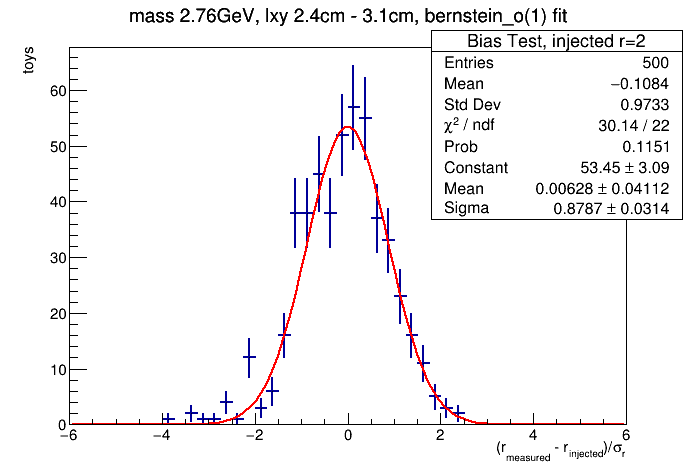 mass 2.76GeV, lxy 2.4cm - 3.1cm, bernstein_o(1) fit
Bias Test, injected r=2
Entries 500
Mean −0.1084
Std Dev 0.9733
χ² / ndf 30.14 / 22
Prob 0.1151
Constant 53.45 ± 3.09
Mean 0.00628 ± 0.04112
Sigma 0.8787 ± 0.0314
toys
60
50
40
30
20
10
0
−6 −4 −2 0 2 4 6
(r_measured - r_injected)/σ_r